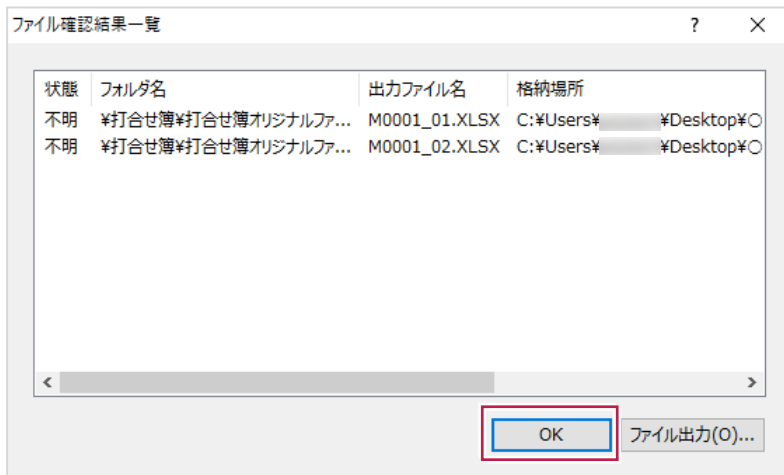 ファイル確認結果一覧 ? ×
状態 フォルダ名 出力ファイル名 格納場所
不明 ¥打合せ簿¥打合せ簿オリジナルファ... M0001_01.XLSX C:¥Users¥ ¥Desktop¥○
不明 ¥打合せ簿¥打合せ簿オリジナルファ... M0001_02.XLSX C:¥Users¥ ¥Desktop¥○
OK ファイル出力(O)...